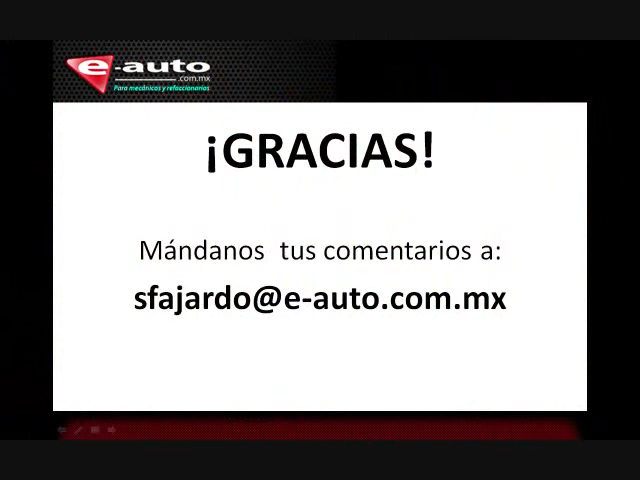 e-auto
.com.mx
Para mecánicos y refaccionarios
¡GRACIAS!
Mándanos tus comentarios a:
sfajardo@e-auto.com.mx